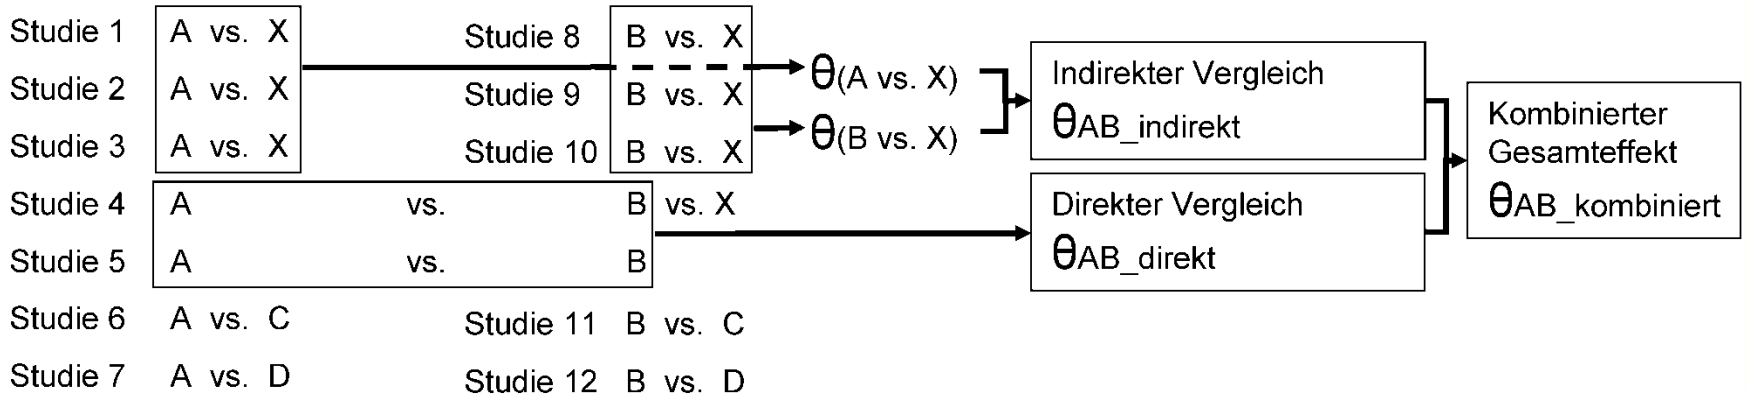 Studie 1 A vs. X
Studie 2 A vs. X
Studie 3 A vs. X
Studie 8 B vs. X
Studie 9 B vs. X
Studie 10 B vs. X
Studie 4 A vs. B vs. X
Studie 5 A vs. B
Studie 6 A vs. C
Studie 7 A vs. D
Studie 11 B vs. C
Studie 12 B vs. D
θ(A vs. X)
θ(B vs. X)
Indirekter Vergleich
θAB_indirekt
Direkter Vergleich
θAB_direkt
Kombinierter
Gesamteffekt
θAB_kombiniert